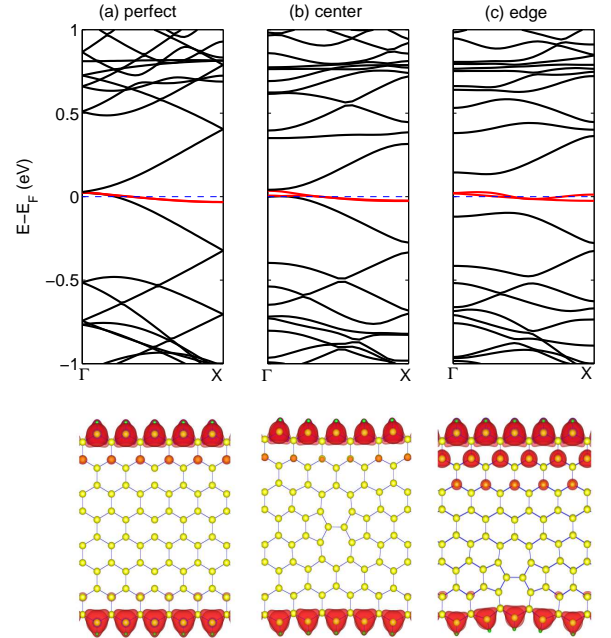 (a) perfect (b) center (c) edge
1
0.5
0
−0.5
−1
E−E_F (eV)
Γ X Γ X Γ X